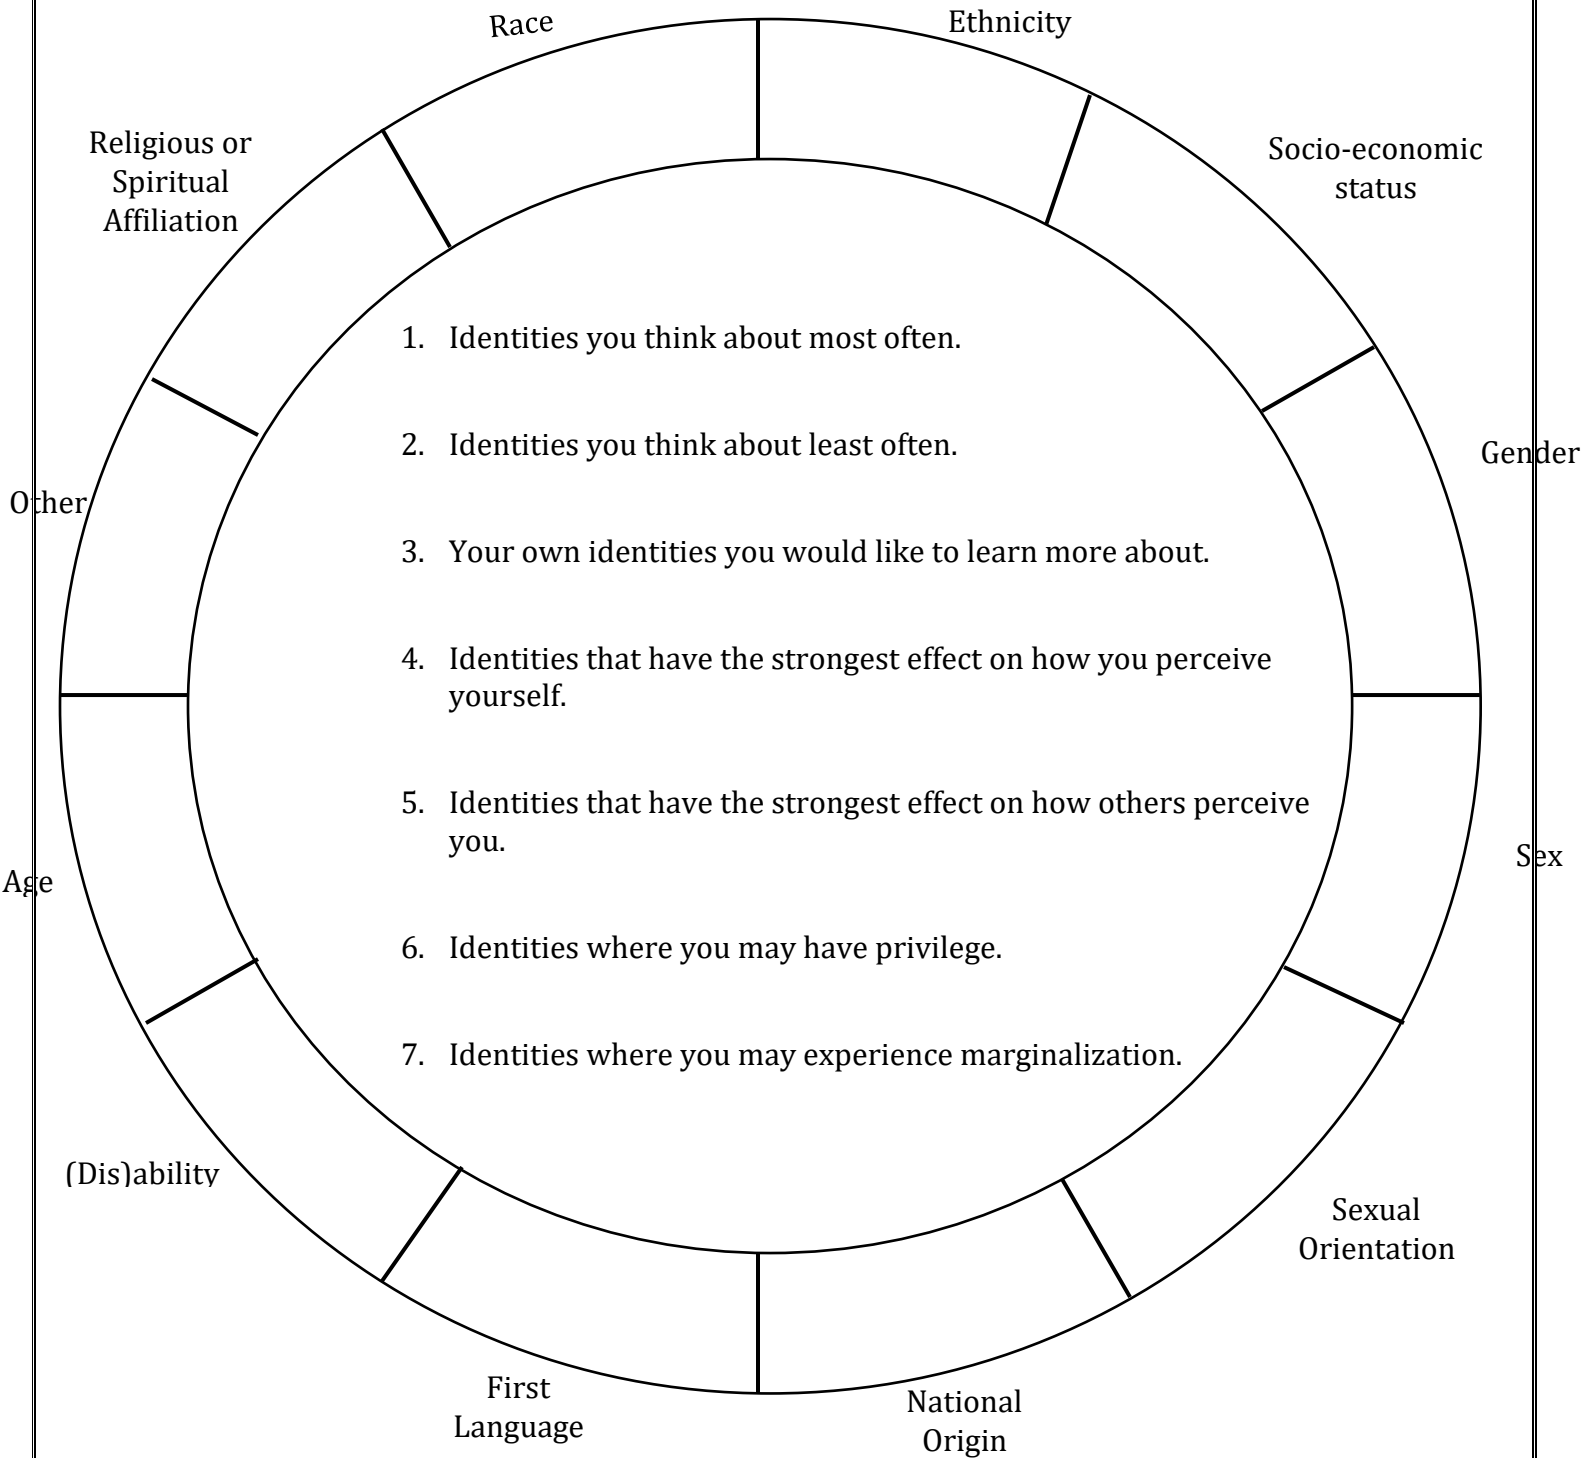 Race
Ethnicity
Religious or
Spiritual
Affiliation
Socio-economic
status
1. Identities you think about most often.
2. Identities you think about least often.
Gender
Other
3. Your own identities you would like to learn more about.
4. Identities that have the strongest effect on how you perceive
yourself.
5. Identities that have the strongest effect on how others perceive
you.
Sex
Age
6. Identities where you may have privilege.
7. Identities where you may experience marginalization.
(Dis)ability
Sexual
Orientation
First
Language
National
Origin